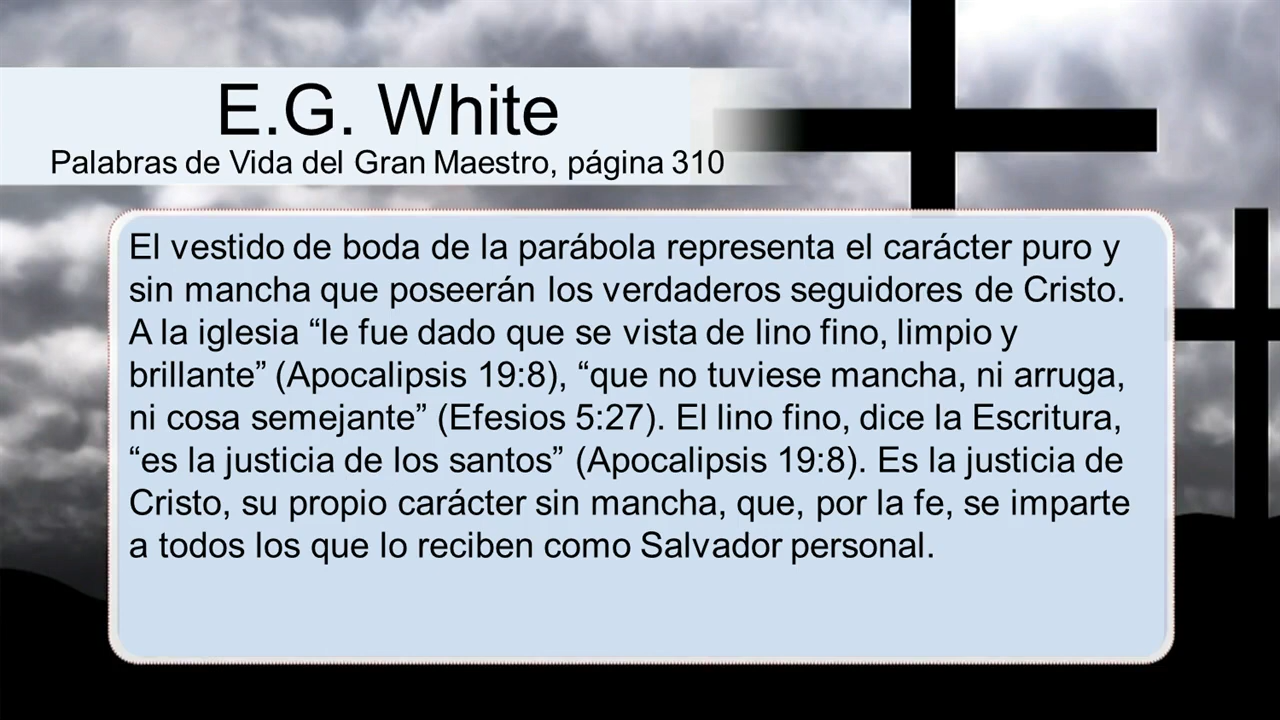 E.G. White
Palabras de Vida del Gran Maestro, página 310
El vestido de boda de la parábola representa el carácter puro y
sin mancha que poseerán los verdaderos seguidores de Cristo.
A la iglesia “le fue dado que se vista de lino fino, limpio y
brillante” (Apocalipsis 19:8), “que no tuviese mancha, ni arruga,
ni cosa semejante” (Efesios 5:27). El lino fino, dice la Escritura,
“es la justicia de los santos” (Apocalipsis 19:8). Es la justicia de
Cristo, su propio carácter sin mancha, que, por la fe, se imparte
a todos los que lo reciben como Salvador personal.